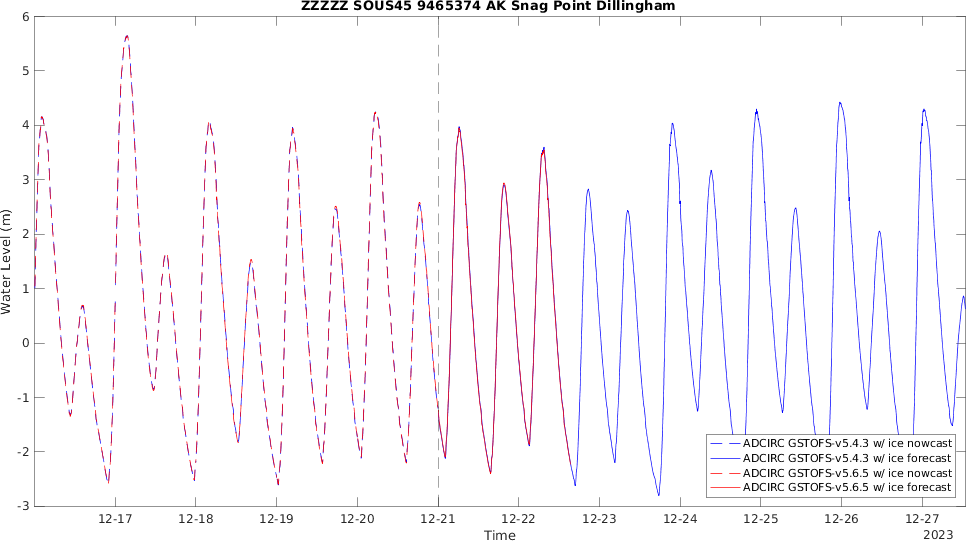 ZZZZZ SOUS45 9465374 AK Snag Point Dillingham
6
5
4
3
2
1
0
-1
-2
-3
Water Level (m)
ADCIRC GSTOFS-v5.4.3 w/ ice nowcast
ADCIRC GSTOFS-v5.4.3 w/ ice forecast
ADCIRC GSTOFS-v5.6.5 w/ ice nowcast
ADCIRC GSTOFS-v5.6.5 w/ ice forecast
12-17 12-18 12-19 12-20 12-21 12-22 12-23 12-24 12-25 12-26 12-27
Time 2023